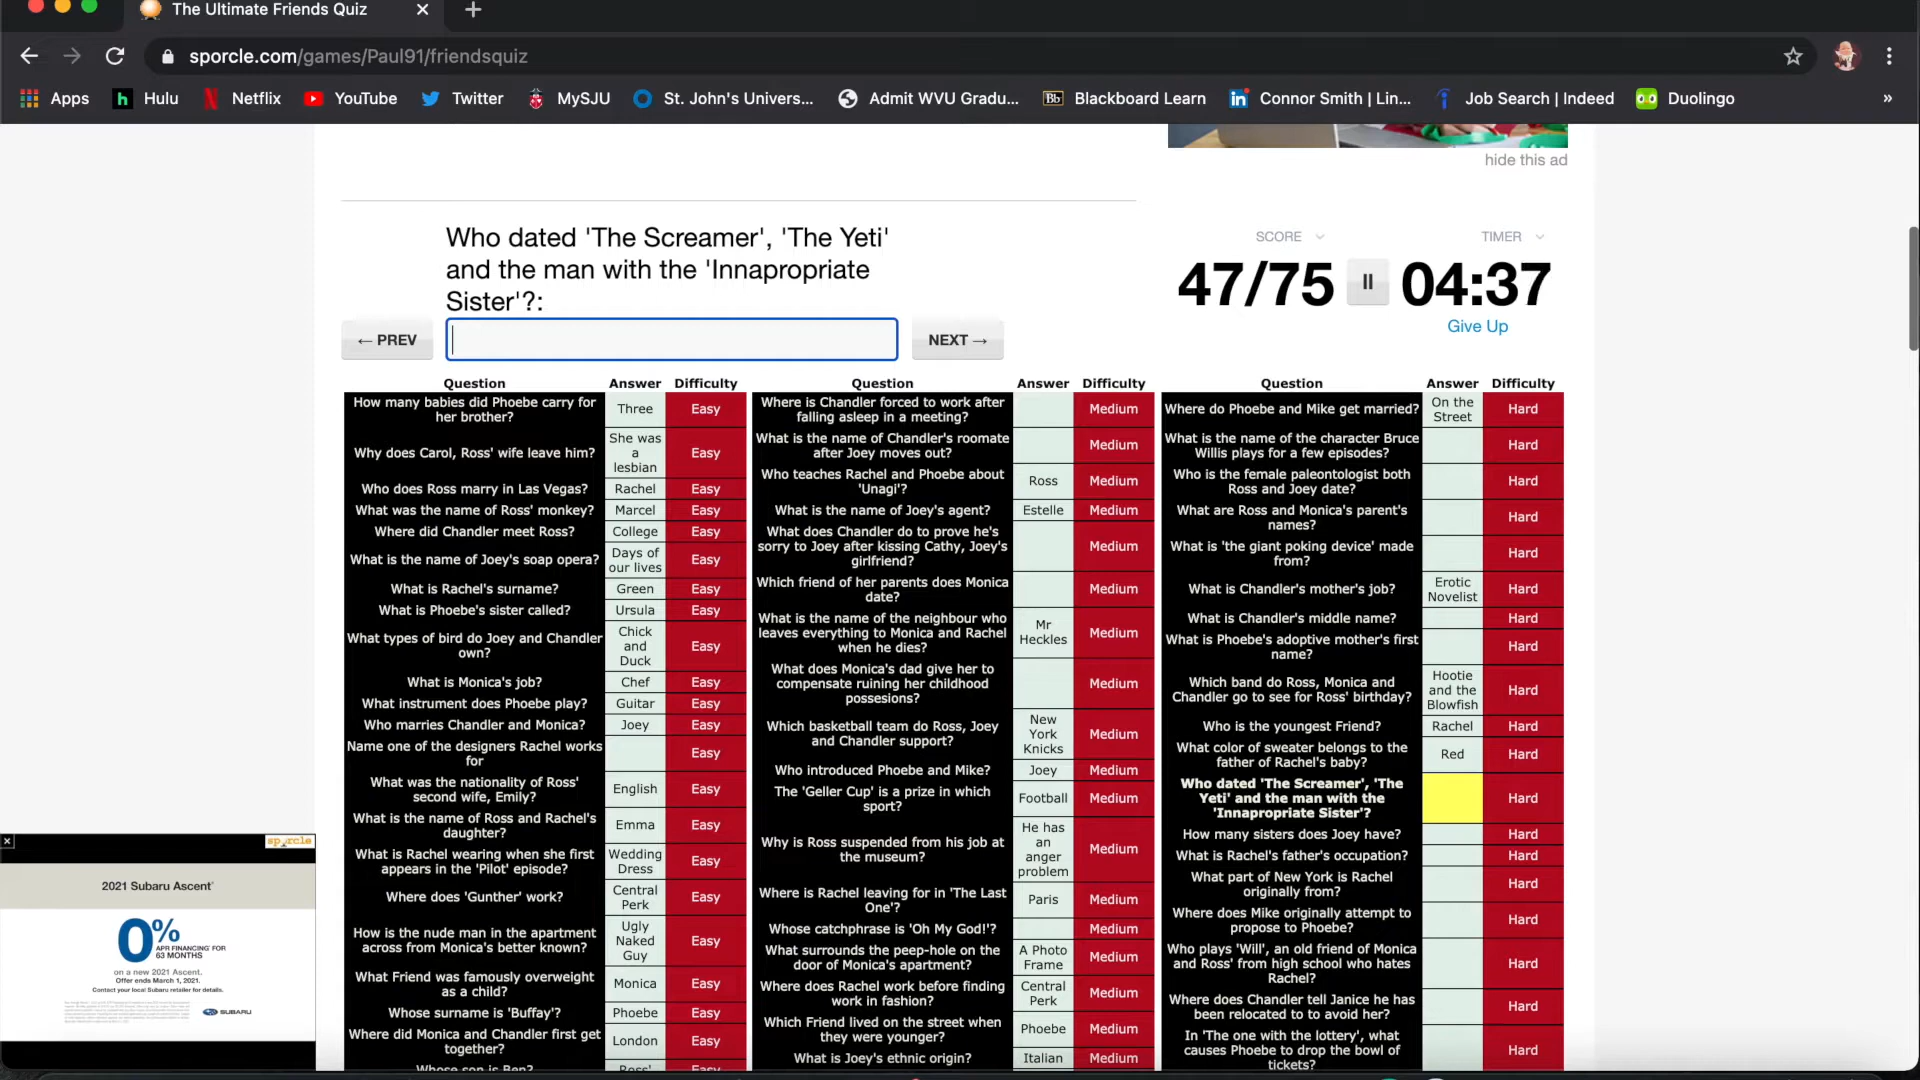 The Ultimate Friends Quiz
sporcle.com/games/Paul91/friendsquiz
Apps
Hulu
Netflix
YouTube
Twitter
MySJU
St. John's Univers...
Admit WVU Gradu...
Bb
Blackboard Learn
in
Connor Smith | Lin...
Job Search | Indeed
Duolingo
»
hide this ad
Who dated 'The Screamer', 'The Yeti'
and the man with the 'Innapropriate
Sister'?:
← PREV
NEXT →
SCORE
47/75
TIMER
04:37
Give Up
Question Answer Difficulty
How many babies did Phoebe carry for
her brother?
Three
Easy
Why does Carol, Ross' wife leave him?
She was
a
lesbian
Easy
Who does Ross marry in Las Vegas?
Rachel
Easy
What was the name of Ross' monkey?
Marcel
Easy
Where did Chandler meet Ross?
College
Easy
What is the name of Joey's soap opera?
Days of
our lives
Easy
What is Rachel's surname?
Green
Easy
What is Phoebe's sister called?
Ursula
Easy
What types of bird do Joey and Chandler
own?
Chick
and
Duck
Easy
What is Monica's job?
Chef
Easy
What instrument does Phoebe play?
Guitar
Easy
Who marries Chandler and Monica?
Joey
Easy
Name one of the designers Rachel works
for
Easy
What was the nationality of Ross'
second wife, Emily?
English
Easy
What is the name of Ross and Rachel's
daughter?
Emma
Easy
What is Rachel wearing when she first
appears in the 'Pilot' episode?
Wedding
Dress
Easy
Where does 'Gunther' work?
Central
Perk
Easy
How is the nude man in the apartment
across from Monica's better known?
Ugly
Naked
Guy
Easy
What Friend was famously overweight
as a child?
Monica
Easy
Whose surname is 'Buffay'?
Phoebe
Easy
Where did Monica and Chandler first get
together?
London
Easy
Whose son is Ben?
Ross'
Easy
Question Answer Difficulty
Where is Chandler forced to work after
falling asleep in a meeting?
Medium
What is the name of Chandler's roomate
after Joey moves out?
Medium
Who teaches Rachel and Phoebe about
'Unagi'?
Ross
Medium
What is the name of Joey's agent?
Estelle
Medium
What does Chandler do to prove he's
sorry to Joey after kissing Cathy, Joey's
girlfriend?
Medium
Which friend of her parents does Monica
date?
Medium
What is the name of the neighbour who
leaves everything to Monica and Rachel
when he dies?
Mr
Heckles
Medium
What does Monica's dad give her to
compensate ruining her childhood
possesions?
Medium
Which basketball team do Ross, Joey
and Chandler support?
New
York
Knicks
Medium
Who introduced Phoebe and Mike?
Joey
Medium
The 'Geller Cup' is a prize in which
sport?
Football
Medium
Why is Ross suspended from his job at
the museum?
He has
an
anger
problem
Medium
Where is Rachel leaving for in 'The Last
One'?
Paris
Medium
Whose catchphrase is 'Oh My God!'?
Medium
What surrounds the peep-hole on the
door of Monica's apartment?
A Photo
Frame
Medium
Where does Rachel work before finding
work in fashion?
Central
Perk
Medium
Which Friend lived on the street when
they were younger?
Phoebe
Medium
What is Joey's ethnic origin?
Italian
Medium
Question Answer Difficulty
Where do Phoebe and Mike get married?
On the
Street
Hard
What is the name of the character Bruce
Willis plays for a few episodes?
Hard
Who is the female paleontologist both
Ross and Joey date?
Hard
What are Ross and Monica's parent's
names?
Hard
What is 'the giant poking device' made
from?
Hard
What is Chandler's mother's job?
Erotic
Novelist
Hard
What is Chandler's middle name?
Hard
What is Phoebe's adoptive mother's first
name?
Hard
Which band do Ross, Monica and
Chandler go to see for Ross' birthday?
Hootie
and the
Blowfish
Hard
Who is the youngest Friend?
Rachel
Hard
What color of sweater belongs to the
father of Rachel's baby?
Red
Hard
Who dated 'The Screamer', 'The
Yeti' and the man with the
'Innapropriate Sister'?
Hard
How many sisters does Joey have?
Hard
What is Rachel's father's occupation?
Hard
What part of New York is Rachel
originally from?
Hard
Where does Mike originally attempt to
propose to Phoebe?
Hard
Who plays 'Will', an old friend of Monica
and Ross' from high school who hates
Rachel?
Hard
Where does Chandler tell Janice he has
been relocated to to avoid her?
Hard
In 'The one with the lottery', what
causes Phoebe to drop the bowl of
tickets?
Hard
sporcle
2021 Subaru Ascent
0%
APR FINANCING FOR
63 MONTHS
on a new 2021 Ascent.
Offer ends March 1, 2021.
Contact your local Subaru retailer for details.
SUBARU